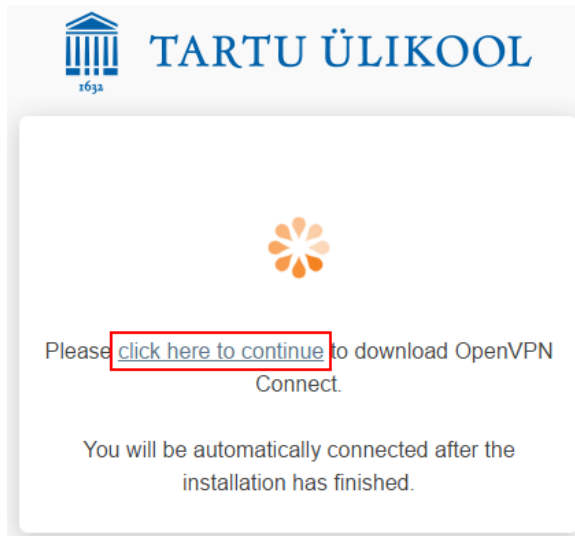 TARTU ÜLIKOOL
1632
Please click here to continue to download OpenVPN
Connect.
You will be automatically connected after the
installation has finished.